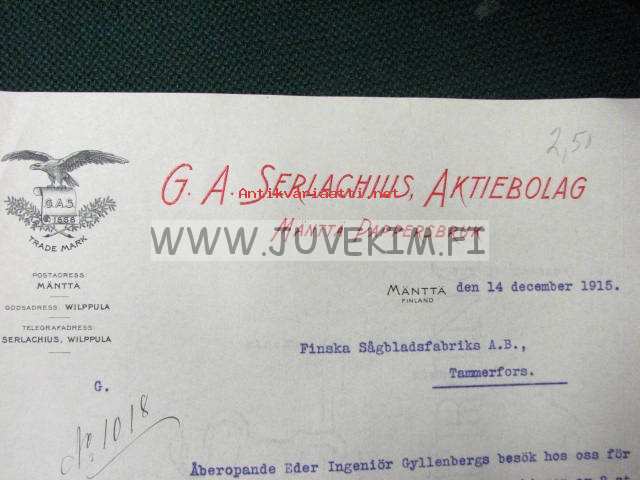 2,50
G. A. SERLACHIUS, AKTIEBOLAG
Antikvariaatti.net
MÄNTTÄ PAPPERSBRUK
WWW.JUVEKIM.FI
G.A.S.
1868
TRADE MARK
POSTADRESS
MÄNTTÄ
GODSADRESS: WILPPULA
TELEGRAFADRESS:
SERLACHIUS, WILPPULA
MÄNTTÄ den 14 december 1915.
FINLAND
Finska Sågbladsfabriks A.B.,
Tammerfors.
G.
No 1018
Åberopande Eder Ingeniör Gyllenbergs besök hos oss för